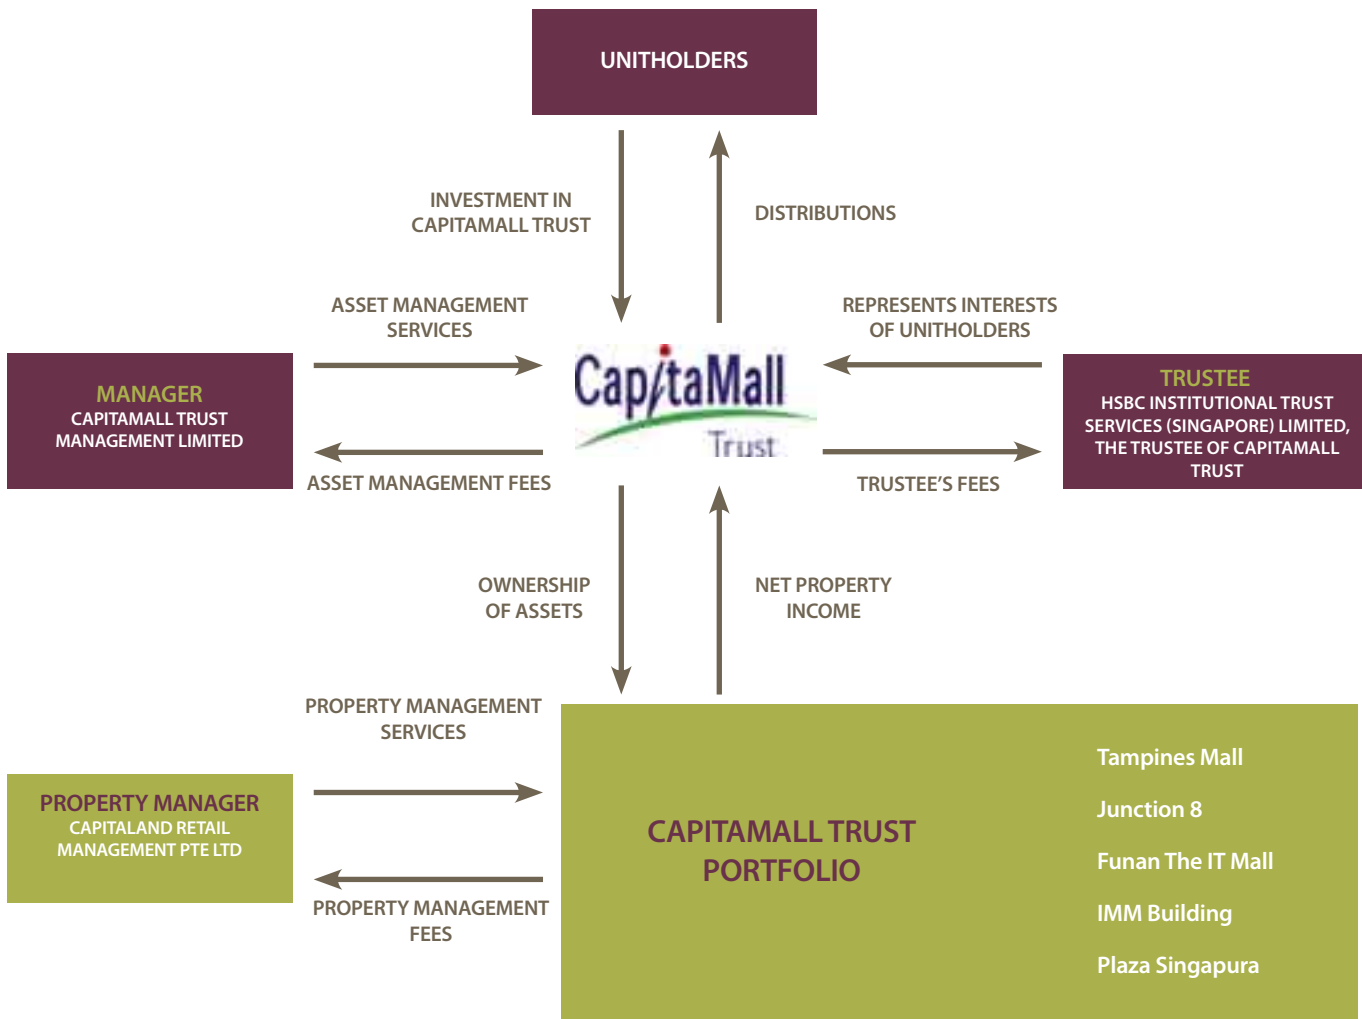 UNITHOLDERS
INVESTMENT IN
CAPITAMALL TRUST
DISTRIBUTIONS
ASSET MANAGEMENT
SERVICES
REPRESENTS INTERESTS
OF UNITHOLDERS
MANAGER
CAPITAMALL TRUST
MANAGEMENT LIMITED
CapitaMall
Trust
TRUSTEE
HSBC INSTITUTIONAL TRUST
SERVICES (SINGAPORE) LIMITED,
THE TRUSTEE OF CAPITAMALL
TRUST
ASSET MANAGEMENT FEES
TRUSTEE’S FEES
OWNERSHIP
OF ASSETS
NET PROPERTY
INCOME
PROPERTY MANAGEMENT
SERVICES
PROPERTY MANAGER
CAPITALAND RETAIL
MANAGEMENT PTE LTD
PROPERTY MANAGEMENT
FEES
CAPITAMALL TRUST
PORTFOLIO
Tampines Mall
Junction 8
Funan The IT Mall
IMM Building
Plaza Singapura